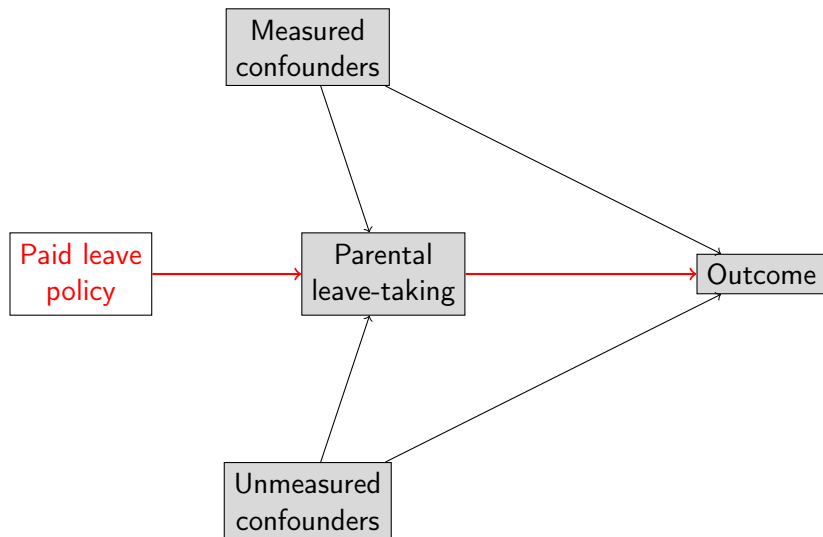 Measured
confounders
Paid leave
policy
Parental
leave-taking
Outcome
Unmeasured
confounders